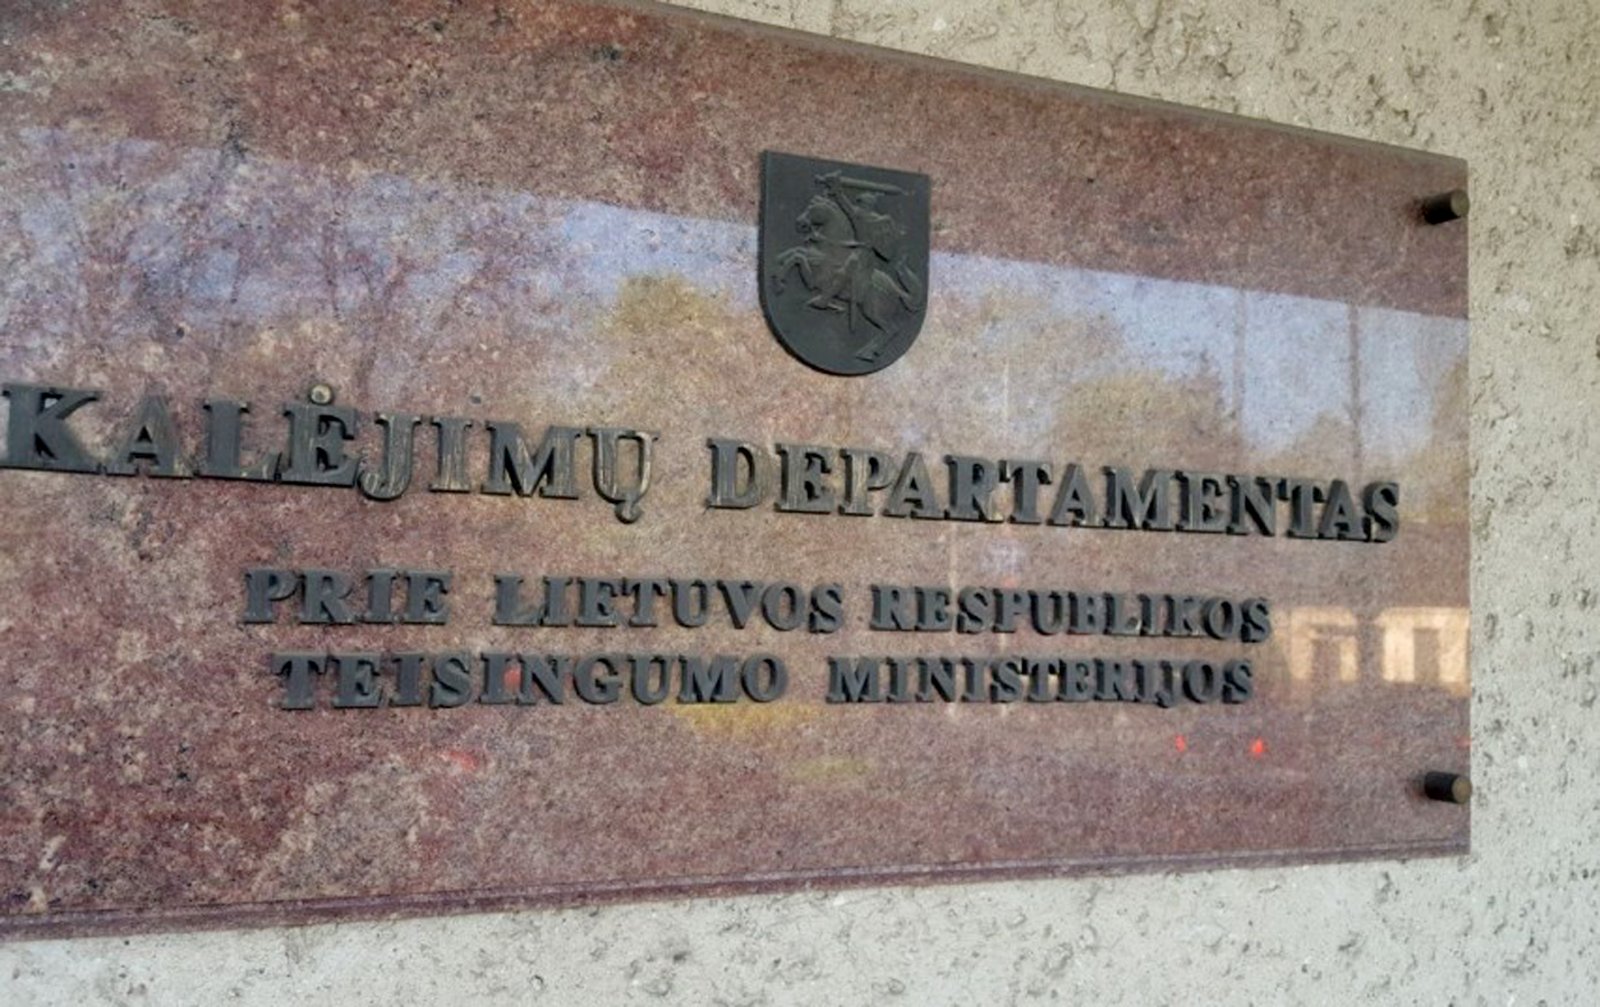 KALĖJIMŲ DEPARTAMENTAS
PRIE LIETUVOS RESPUBLIKOS
TEISINGUMO MINISTERIJOS